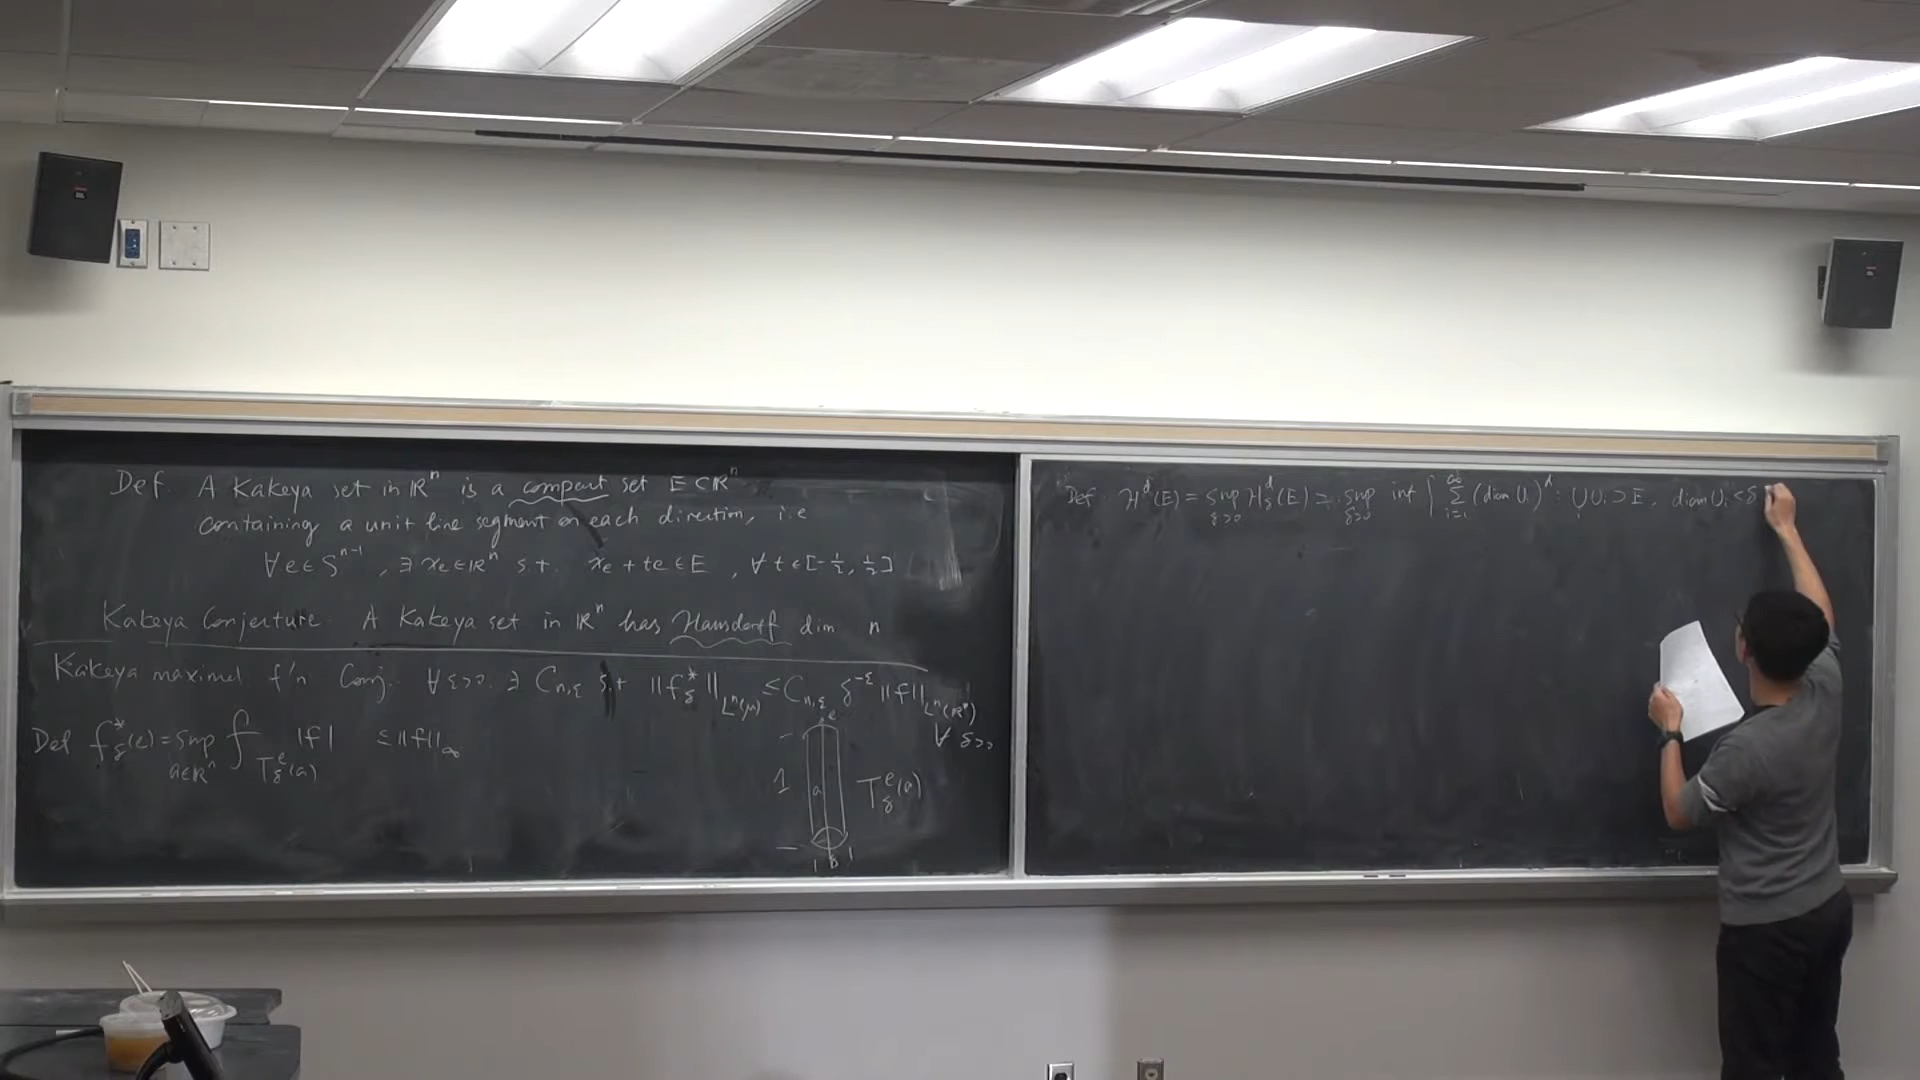 Def. A Kakeya set in ℝⁿ is a compact set E⊂ℝⁿ
containing a unit line segment in each direction, i.e
∀e∈Sⁿ⁻¹, ∃ xₑ∈ℝⁿ s.t. xₑ+te∈E, ∀t∈[-½, ½]
Kakeya Conjecture. A Kakeya set in ℝⁿ has Hausdorff dim n
Kakeya maximal f'n Conj. ∀ε>0. ∃ C_{n,ε} s.t ||f*_δ||_{Lⁿ(Sⁿ⁻¹)} ≤ C_{n,ε} δ^{-ε} ||f||_{Lⁿ(ℝⁿ)}
∀ δ>0
Def f*_δ(e) = sup_{a∈ℝⁿ} ⨍_{T^e_δ(a)} |f| ≤ ||f||_∞
e
1 a T^e_δ(a)
δ
Def. H^d(E) = sup_{δ>0} H^d_δ(E) = sup_{δ>0} inf { Σ_{i=1}^∞ (diam Uᵢ)^d : ⋃ᵢ Uᵢ ⊃ E, diam Uᵢ < δ